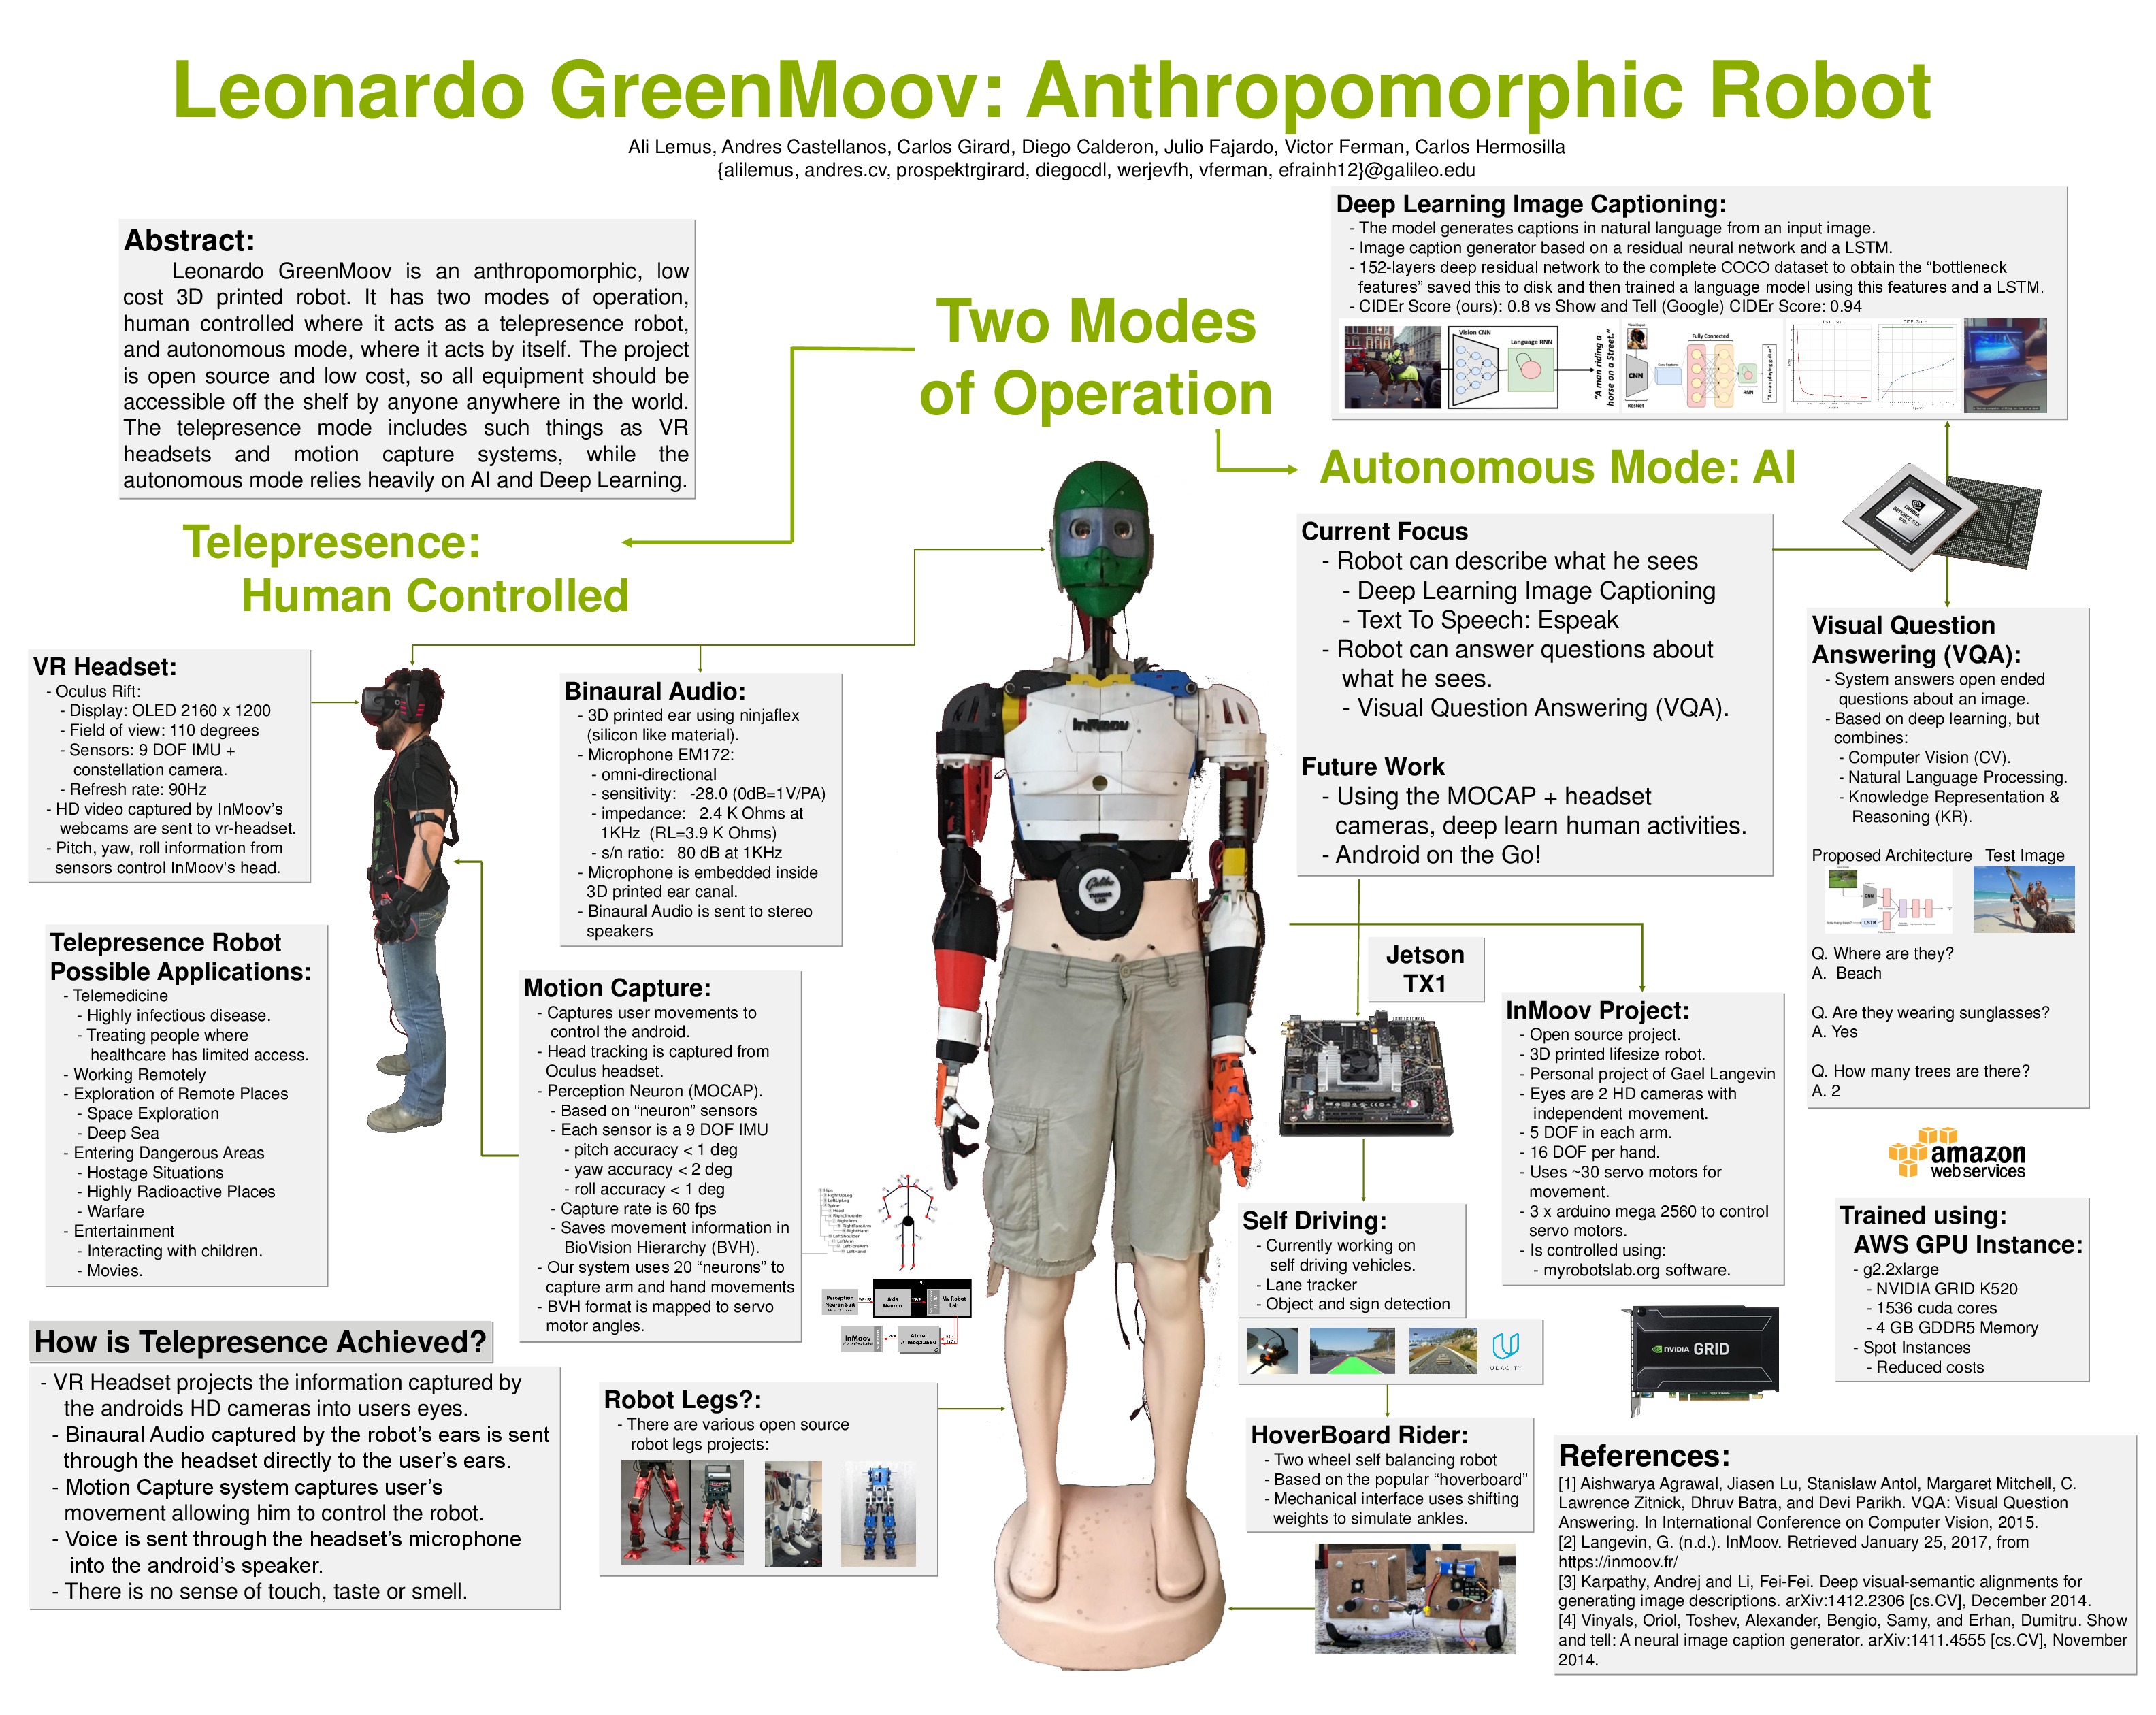 Leonardo GreenMoov: Anthropomorphic Robot
Ali Lemus, Andres Castellanos, Carlos Girard, Diego Calderon, Julio Fajardo, Victor Ferman, Carlos Hermosilla
{alilemus, andres.cv, prospektrgirard, diegocdl, werjevfh, vferman, efrainh12}@galileo.edu
Abstract:
Leonardo GreenMoov is an anthropomorphic, low
cost 3D printed robot. It has two modes of operation,
human controlled where it acts as a telepresence robot,
and autonomous mode, where it acts by itself. The project
is open source and low cost, so all equipment should be
accessible off the shelf by anyone anywhere in the world.
The telepresence mode includes such things as VR
headsets and motion capture systems, while the
autonomous mode relies heavily on AI and Deep Learning.
Two Modes
of Operation
Telepresence:
Human Controlled
VR Headset:
- Oculus Rift:
- Display: OLED 2160 x 1200
- Field of view: 110 degrees
- Sensors: 9 DOF IMU +
constellation camera.
- Refresh rate: 90Hz
- HD video captured by InMoov's
webcams are sent to vr-headset.
- Pitch, yaw, roll information from
sensors control InMoov's head.
Binaural Audio:
- 3D printed ear using ninjaflex
(silicon like material).
- Microphone EM172:
- omni-directional
- sensitivity: -28.0 (0dB=1V/PA)
- impedance: 2.4 K Ohms at
1KHz (RL=3.9 K Ohms)
- s/n ratio: 80 dB at 1KHz
- Microphone is embedded inside
3D printed ear canal.
- Binaural Audio is sent to stereo
speakers
Telepresence Robot
Possible Applications:
- Telemedicine
- Highly infectious disease.
- Treating people where
healthcare has limited access.
- Working Remotely
- Exploration of Remote Places
- Space Exploration
- Deep Sea
- Entering Dangerous Areas
- Hostage Situations
- Highly Radioactive Places
- Warfare
- Entertainment
- Interacting with children.
- Movies.
Motion Capture:
- Captures user movements to
control the android.
- Head tracking is captured from
Oculus headset.
- Perception Neuron (MOCAP).
- Based on “neuron” sensors
- Each sensor is a 9 DOF IMU
- pitch accuracy < 1 deg
- yaw accuracy < 2 deg
- roll accuracy < 1 deg
- Capture rate is 60 fps
- Saves movement information in
BioVision Hierarchy (BVH).
- Our system uses 20 “neurons” to
capture arm and hand movements
- BVH format is mapped to servo
motor angles.
Perception
Neuron Suit
Axis
Neuron
My Robot
Lab
InMoov
Atmel
ATmega2560
How is Telepresence Achieved?
- VR Headset projects the information captured by
the androids HD cameras into users eyes.
- Binaural Audio captured by the robot's ears is sent
through the headset directly to the user's ears.
- Motion Capture system captures user's
movement allowing him to control the robot.
- Voice is sent through the headset's microphone
into the android's speaker.
- There is no sense of touch, taste or smell.
Robot Legs?:
- There are various open source
robot legs projects:
InMoov
Galileo
TURING
LAB
Deep Learning Image Captioning:
- The model generates captions in natural language from an input image.
- Image caption generator based on a residual neural network and a LSTM.
- 152-layers deep residual network to the complete COCO dataset to obtain the “bottleneck
features” saved this to disk and then trained a language model using this features and a LSTM.
- CIDEr Score (ours): 0.8 vs Show and Tell (Google) CIDEr Score: 0.94
Vision CNN
Language RNN
"A man riding a
horse on a Street."
CNN
ResNet
Fully Connected
RNN
"A man playing guitar"
CIDEr Score
Autonomous Mode: AI
NVIDIA
GEFORCE GTX
Current Focus
- Robot can describe what he sees
- Deep Learning Image Captioning
- Text To Speech: Espeak
- Robot can answer questions about
what he sees.
- Visual Question Answering (VQA).
Future Work
- Using the MOCAP + headset
cameras, deep learn human activities.
- Android on the Go!
Visual Question
Answering (VQA):
- System answers open ended
questions about an image.
- Based on deep learning, but
combines:
- Computer Vision (CV).
- Natural Language Processing.
- Knowledge Representation &
Reasoning (KR).
Proposed Architecture Test Image
CNN
LSTM
Q. Where are they?
A. Beach
Q. Are they wearing sunglasses?
A. Yes
Q. How many trees are there?
A. 2
Jetson
TX1
InMoov Project:
- Open source project.
- 3D printed lifesize robot.
- Personal project of Gael Langevin
- Eyes are 2 HD cameras with
independent movement.
- 5 DOF in each arm.
- 16 DOF per hand.
- Uses ~30 servo motors for
movement.
- 3 x arduino mega 2560 to control
servo motors.
- Is controlled using:
- myrobotslab.org software.
amazon
web services
Trained using:
AWS GPU Instance:
- g2.2xlarge
- NVIDIA GRID K520
- 1536 cuda cores
- 4 GB GDDR5 Memory
- Spot Instances
- Reduced costs
NVIDIA GRID
Self Driving:
- Currently working on
self driving vehicles.
- Lane tracker
- Object and sign detection
HoverBoard Rider:
- Two wheel self balancing robot
- Based on the popular “hoverboard”
- Mechanical interface uses shifting
weights to simulate ankles.
References:
[1] Aishwarya Agrawal, Jiasen Lu, Stanislaw Antol, Margaret Mitchell, C.
Lawrence Zitnick, Dhruv Batra, and Devi Parikh. VQA: Visual Question
Answering. In International Conference on Computer Vision, 2015.
[2] Langevin, G. (n.d.). InMoov. Retrieved January 25, 2017, from
https://inmoov.fr/
[3] Karpathy, Andrej and Li, Fei-Fei. Deep visual-semantic alignments for
generating image descriptions. arXiv:1412.2306 [cs.CV], December 2014.
[4] Vinyals, Oriol, Toshev, Alexander, Bengio, Samy, and Erhan, Dumitru. Show
and tell: A neural image caption generator. arXiv:1411.4555 [cs.CV], November
2014.